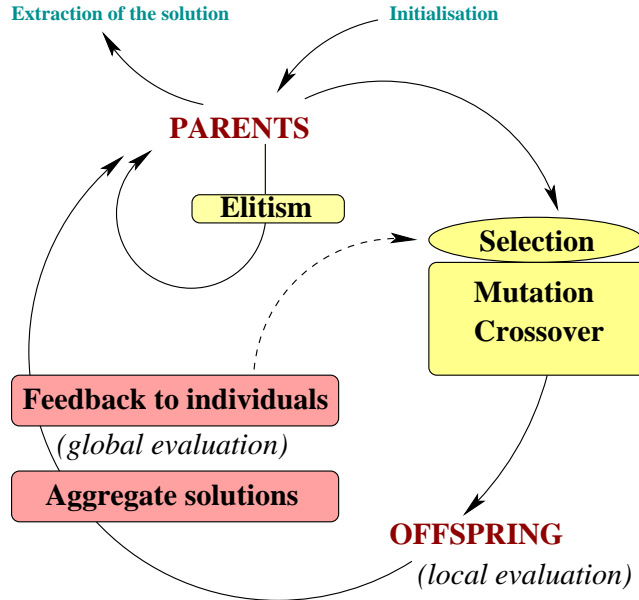 Extraction of the solution
Initialisation
PARENTS
Elitism
Selection
Mutation
Crossover
Feedback to individuals
(global evaluation)
Aggregate solutions
OFFSPRING
(local evaluation)